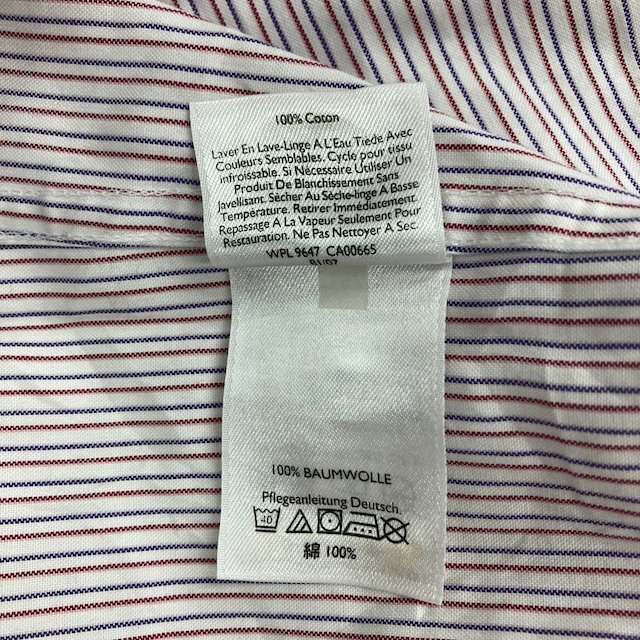 100% Coton
Laver En Lave-Linge A L'Eau Tiède Avec
Couleurs Semblables. Cycle pour tissu
infroissable. Si Nécessaire Utiliser Un
Produit De Blanchissement Sans
Javellisant. Sécher Au Sèche-linge A Basse
Température. Retirer Immédiatement.
Repassage A La Vapeur Seulement Pour
Restauration. Ne Pas Nettoyer A Sec.
WPL 9647 CA00665
100% BAUMWOLLE
Pflegeanleitung Deutsch.
40
綿 100%